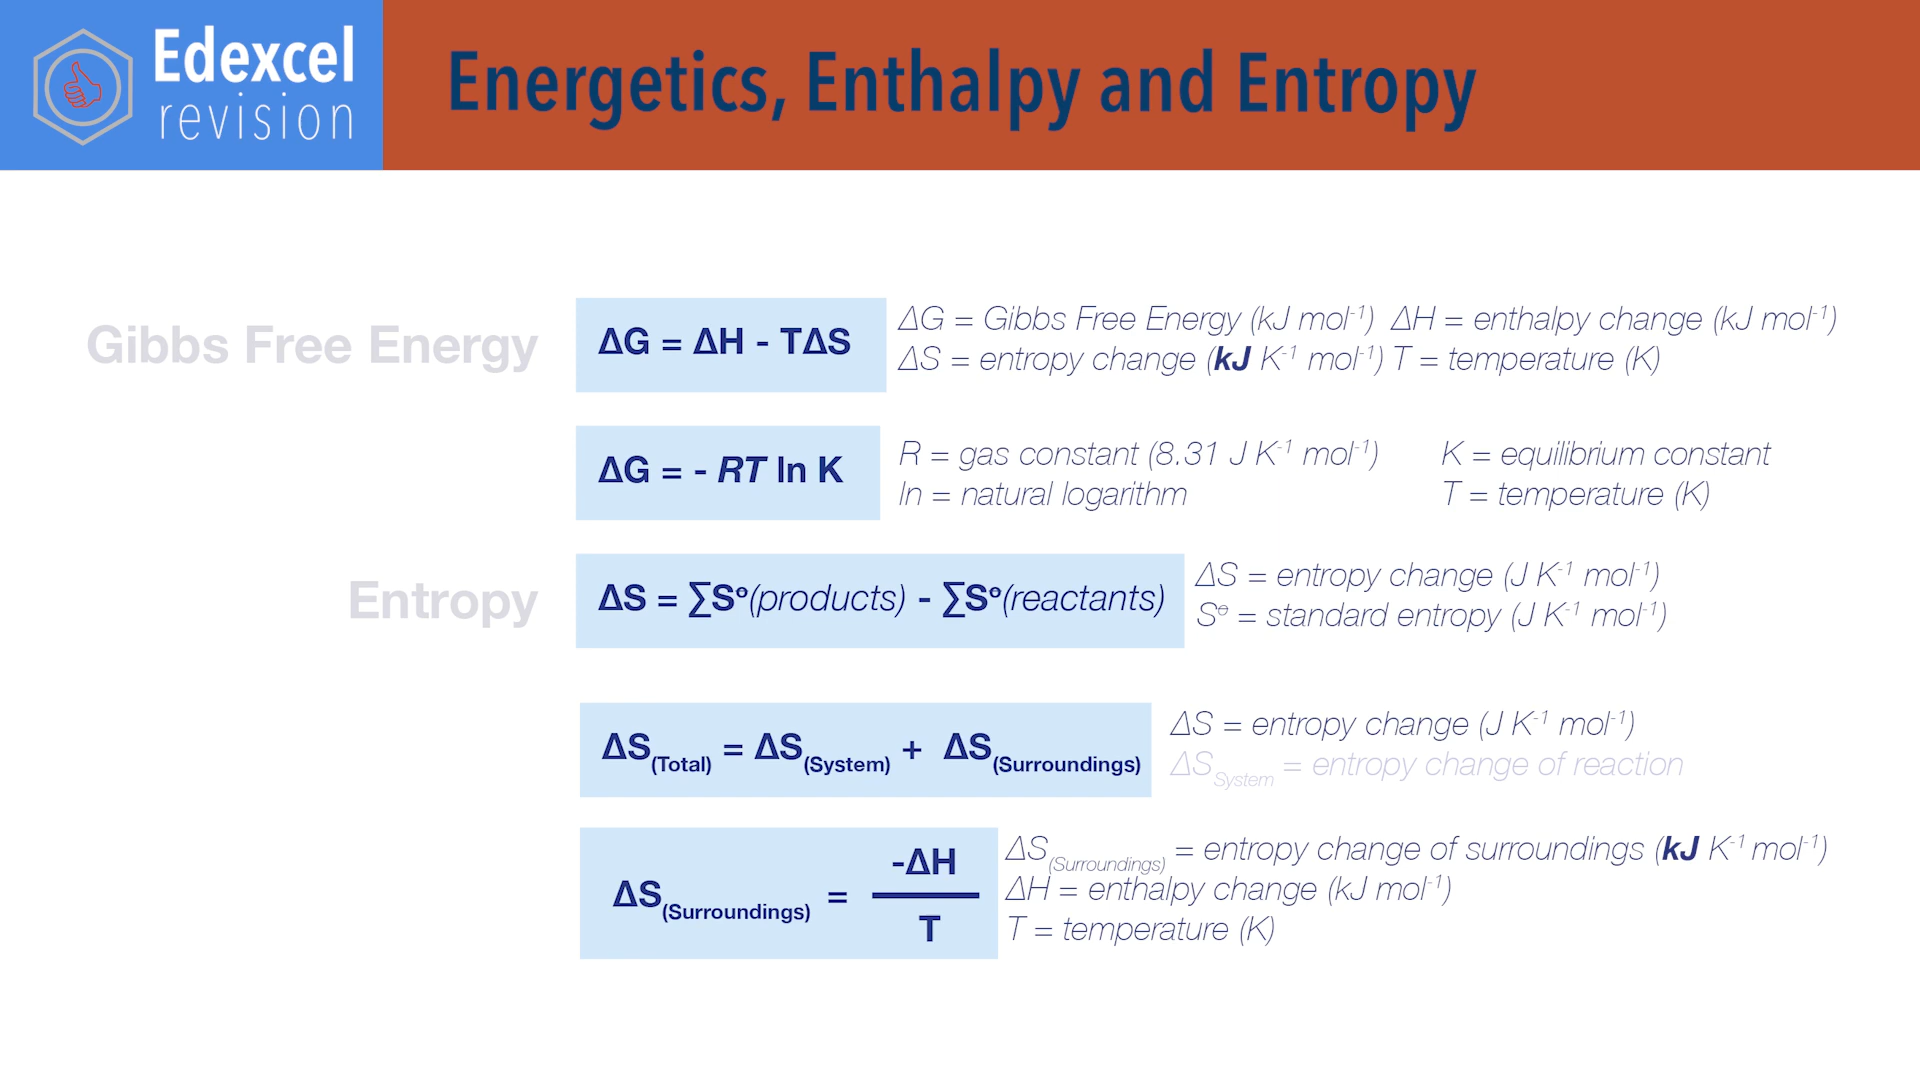 Edexcel
revision
Energetics, Enthalpy and Entropy
Gibbs Free Energy
ΔG = ΔH - TΔS
ΔG = Gibbs Free Energy (kJ mol⁻¹) ΔH = enthalpy change (kJ mol⁻¹)
ΔS = entropy change (kJ K⁻¹ mol⁻¹) T = temperature (K)
ΔG = - RT ln K
R = gas constant (8.31 J K⁻¹ mol⁻¹) K = equilibrium constant
ln = natural logarithm T = temperature (K)
Entropy
ΔS = ∑S⦵(products) - ∑S⦵(reactants)
ΔS = entropy change (J K⁻¹ mol⁻¹)
S⦵ = standard entropy (J K⁻¹ mol⁻¹)
ΔS(Total) = ΔS(System) + ΔS(Surroundings)
ΔS = entropy change (J K⁻¹ mol⁻¹)
ΔSSystem = entropy change of reaction
ΔS(Surroundings) = -ΔH / T
ΔS(Surroundings) = entropy change of surroundings (kJ K⁻¹ mol⁻¹)
ΔH = enthalpy change (kJ mol⁻¹)
T = temperature (K)